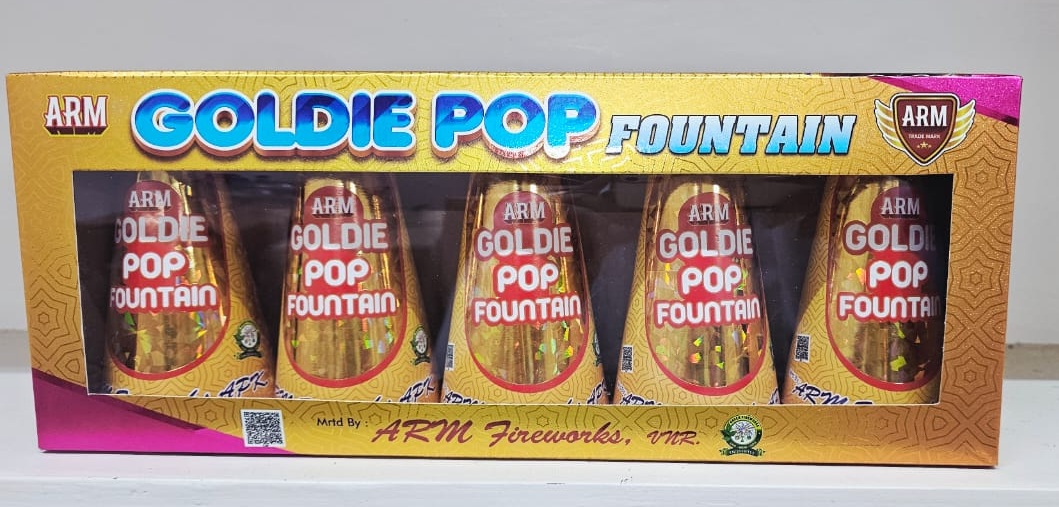 ARM GOLDIE POP FOUNTAIN ARM
TRADE MARK
ARM
GOLDIE
POP
FOUNTAIN
ARM
GOLDIE
POP
FOUNTAIN
ARM
GOLDIE
POP
FOUNTAIN
ARM
GOLDIE
POP
FOUNTAIN
ARM
GOLDIE
POP
FOUNTAIN
Mrtd By : ARM Fireworks, VNR.